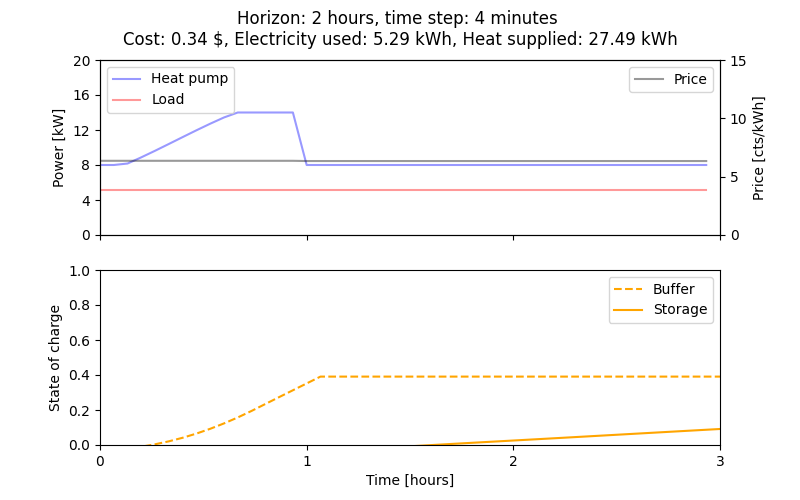 Horizon: 2 hours, time step: 4 minutes
Cost: 0.34 $, Electricity used: 5.29 kWh, Heat supplied: 27.49 kWh
Heat pump
Load
Price
Power [kW]
20
16
12
8
4
0
15
10
5
0
Price [cts/kWh]
Buffer
Storage
State of charge
1.0
0.8
0.6
0.4
0.2
0.0
0
1
2
3
Time [hours]